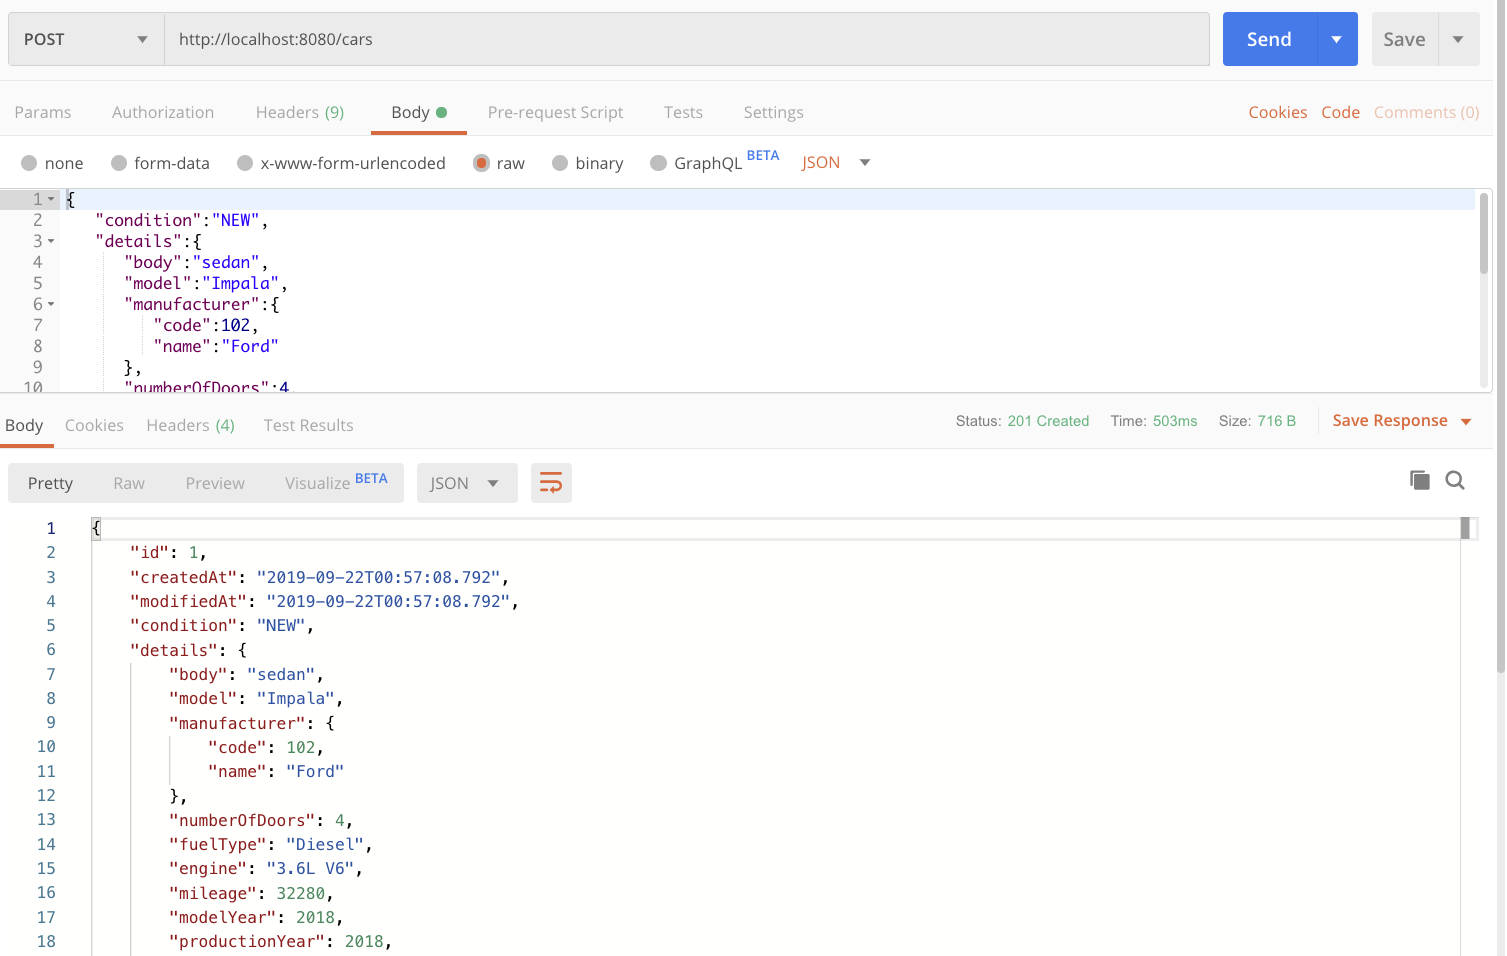 POST http://localhost:8080/cars Send Save
Params Authorization Headers (9) Body Pre-request Script Tests Settings Cookies Code Comments (0)
none form-data x-www-form-urlencoded raw binary GraphQL BETA JSON
1 {
2 "condition":"NEW",
3 "details":{
4 "body":"sedan",
5 "model":"Impala",
6 "manufacturer":{
7 "code":102,
8 "name":"Ford"
9 },
10 "numberOfDoors":4,
Body Cookies Headers (4) Test Results Status: 201 Created Time: 503ms Size: 716 B Save Response
Pretty Raw Preview Visualize BETA JSON
1 {
2 "id": 1,
3 "createdAt": "2019-09-22T00:57:08.792",
4 "modifiedAt": "2019-09-22T00:57:08.792",
5 "condition": "NEW",
6 "details": {
7 "body": "sedan",
8 "model": "Impala",
9 "manufacturer": {
10 "code": 102,
11 "name": "Ford"
12 },
13 "numberOfDoors": 4,
14 "fuelType": "Diesel",
15 "engine": "3.6L V6",
16 "mileage": 32280,
17 "modelYear": 2018,
18 "productionYear": 2018,